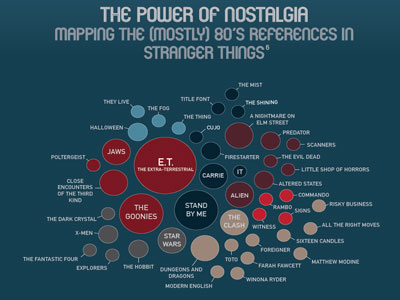 THE POWER OF NOSTALGIA
MAPPING THE (MOSTLY) 80'S REFERENCES IN
STRANGER THINGS⁶
THE MIST
THEY LIVE
TITLE FONT
THE SHINING
THE FOG
A NIGHTMARE ON
ELM STREET
THE THING
HALLOWEEN
CUJO
PREDATOR
SCANNERS
JAWS
E.T.
THE EXTRA-TERRESTRIAL
FIRESTARTER
THE EVIL DEAD
POLTERGEIST
LITTLE SHOP OF HORRORS
CARRIE
IT
CLOSE
ENCOUNTERS
OF THE THIRD
KIND
ALTERED STATES
ALIEN
COMMANDO
RAMBO
RISKY BUSINESS
THE
GOONIES
STAND
BY ME
SIGNS
THE DARK CRYSTAL
THE
CLASH
WITNESS
ALL THE RIGHT MOVES
X-MEN
STAR
WARS
SIXTEEN CANDLES
FOREIGNER
THE FANTASTIC FOUR
TOTO
MATTHEW MODINE
EXPLORERS
THE HOBBIT
FARAH FAWCETT
DUNGEONS AND
DRAGONS
WINONA RYDER
MODERN ENGLISH